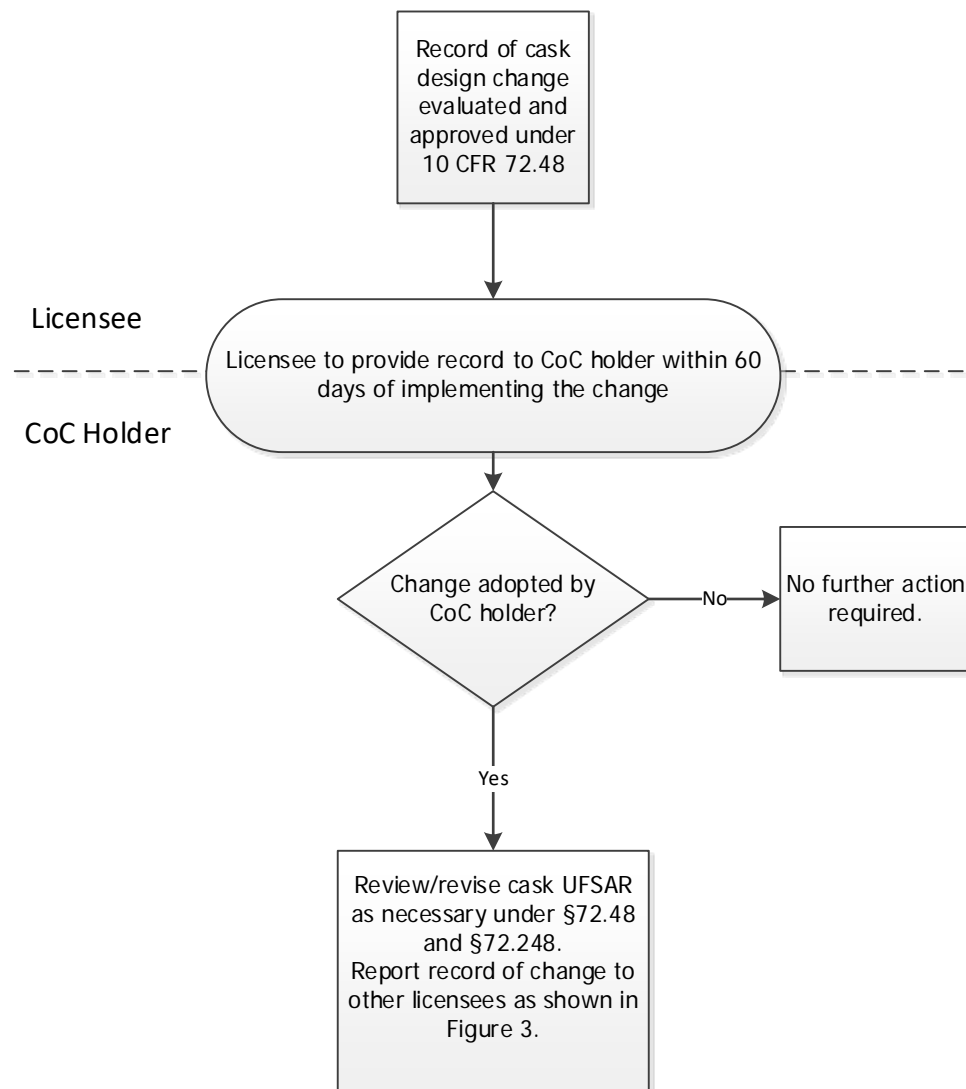 Record of cask
design change
evaluated and
approved under
10 CFR 72.48
Licensee
Licensee to provide record to CoC holder within 60
days of implementing the change
CoC Holder
Change adopted by
CoC holder?
No
No further action
required.
Yes
Review/revise cask UFSAR
as necessary under §72.48
and §72.248.
Report record of change to
other licensees as shown in
Figure 3.